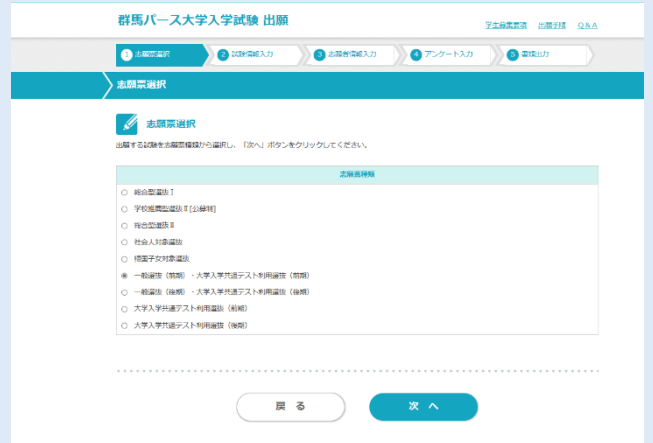 群馬パース大学入学試験 出願
学生募集要項 出願手順 Q&A
1 志願票選択
2 試験情報入力
3 志願者情報入力
4 アンケート入力
5 書類出力
志願票選択
志願票選択
出願する試験を志願票種類から選択し、「次へ」ボタンをクリックしてください。
志願票種類
総合型選抜Ⅰ
学校推薦型選抜Ⅱ[公募制]
総合型選抜Ⅱ
社会人対象選抜
帰国子女対象選抜
一般選抜（前期）・大学入学共通テスト利用選抜（前期）
一般選抜（後期）・大学入学共通テスト利用選抜（後期）
大学入学共通テスト利用選抜（前期）
大学入学共通テスト利用選抜（後期）
戻 る
次 へ